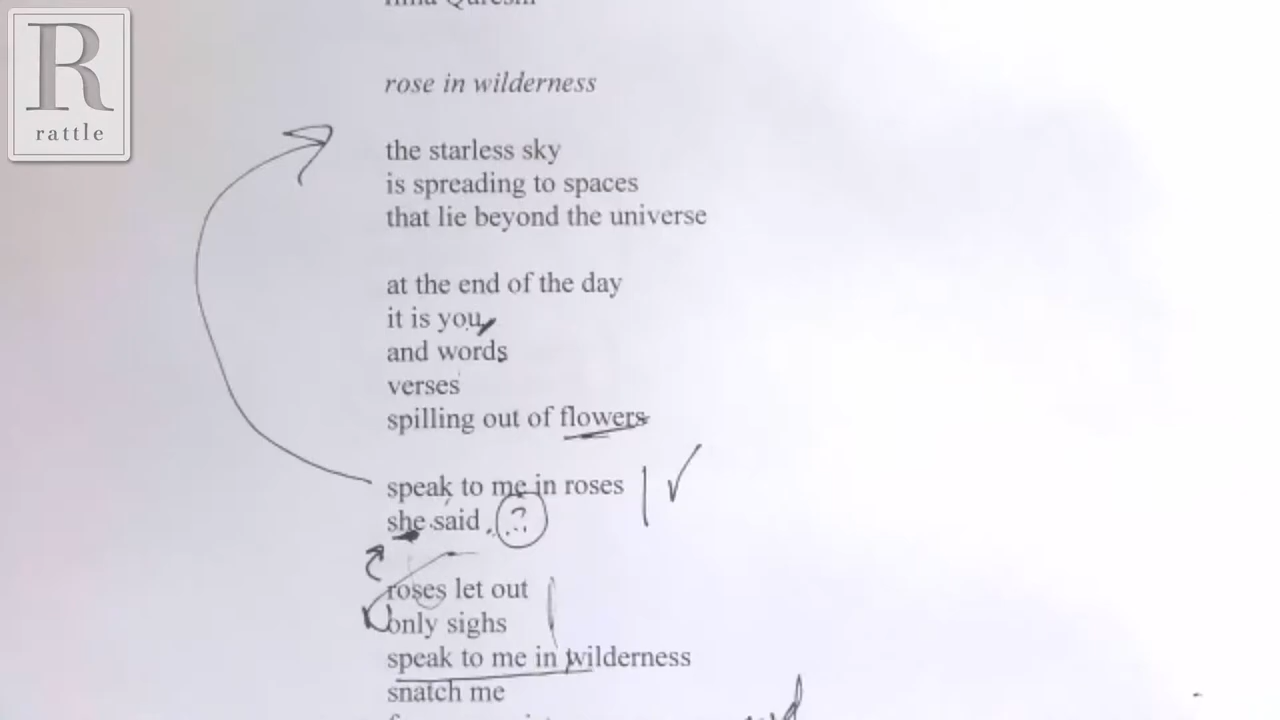 R
rattle
rose in wilderness
the starless sky
is spreading to spaces
that lie beyond the universe
at the end of the day
it is you,
and words
verses
spilling out of flowers
speak to me in roses
she said
roses let out
only sighs
speak to me in wilderness
snatch me